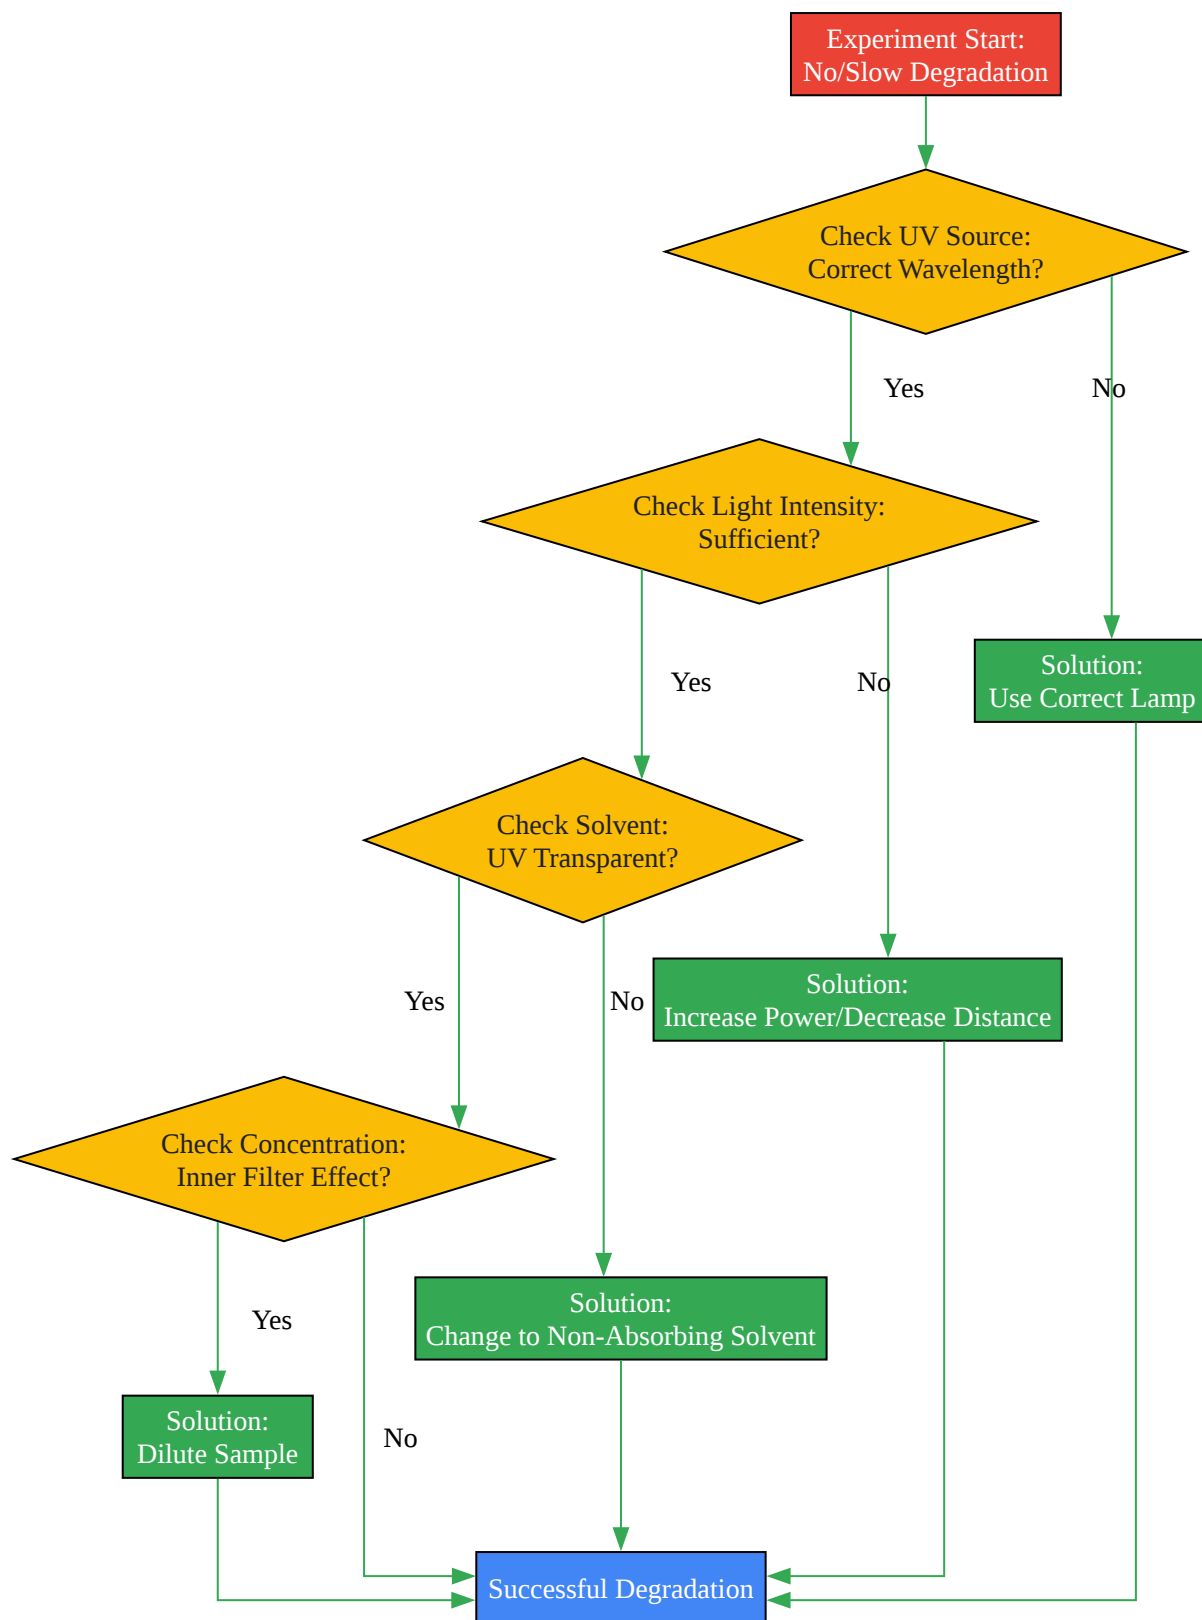 Experiment Start:
No/Slow Degradation
Check UV Source:
Correct Wavelength?
Yes
No
Check Light Intensity:
Sufficient?
Solution:
Use Correct Lamp
Yes
No
Check Solvent:
UV Transparent?
Yes
No
Solution:
Increase Power/Decrease Distance
Check Concentration:
Inner Filter Effect?
Solution:
Change to Non-Absorbing Solvent
Yes
Solution:
Dilute Sample
No
Successful Degradation